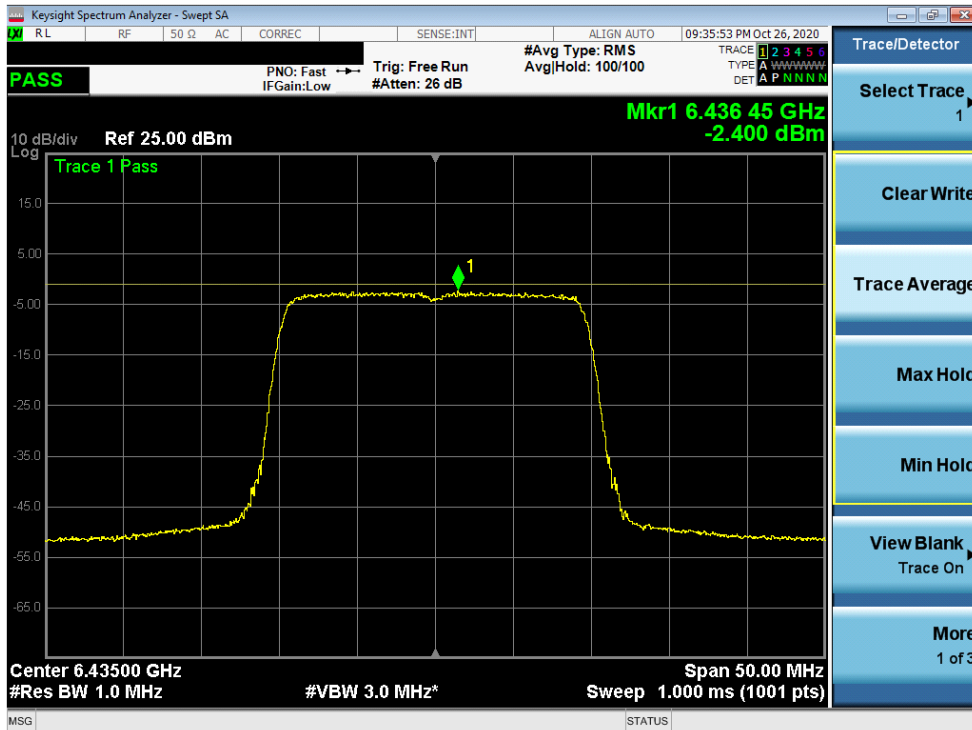 Keysight Spectrum Analyzer - Swept SA
LXI RL RF 50 Ω AC CORREC SENSE:INT ALIGN AUTO 09:35:53 PM Oct 26, 2020
PASS
PNO: Fast
IFGain:Low
Trig: Free Run
#Atten: 26 dB
#Avg Type: RMS
Avg|Hold: 100/100
TRACE 1 2 3 4 5 6
TYPE A WWWWW
DET A P N N N N
Mkr1 6.436 45 GHz
-2.400 dBm
10 dB/div Ref 25.00 dBm
Log
Trace 1 Pass
15.0
5.00
1
-5.00
-15.0
-25.0
-35.0
-45.0
-55.0
-65.0
Center 6.43500 GHz Span 50.00 MHz
#Res BW 1.0 MHz #VBW 3.0 MHz* Sweep 1.000 ms (1001 pts)
MSG STATUS
Trace/Detector
Select Trace
1
Clear Write
Trace Average
Max Hold
Min Hold
View Blank
Trace On
More
1 of 3